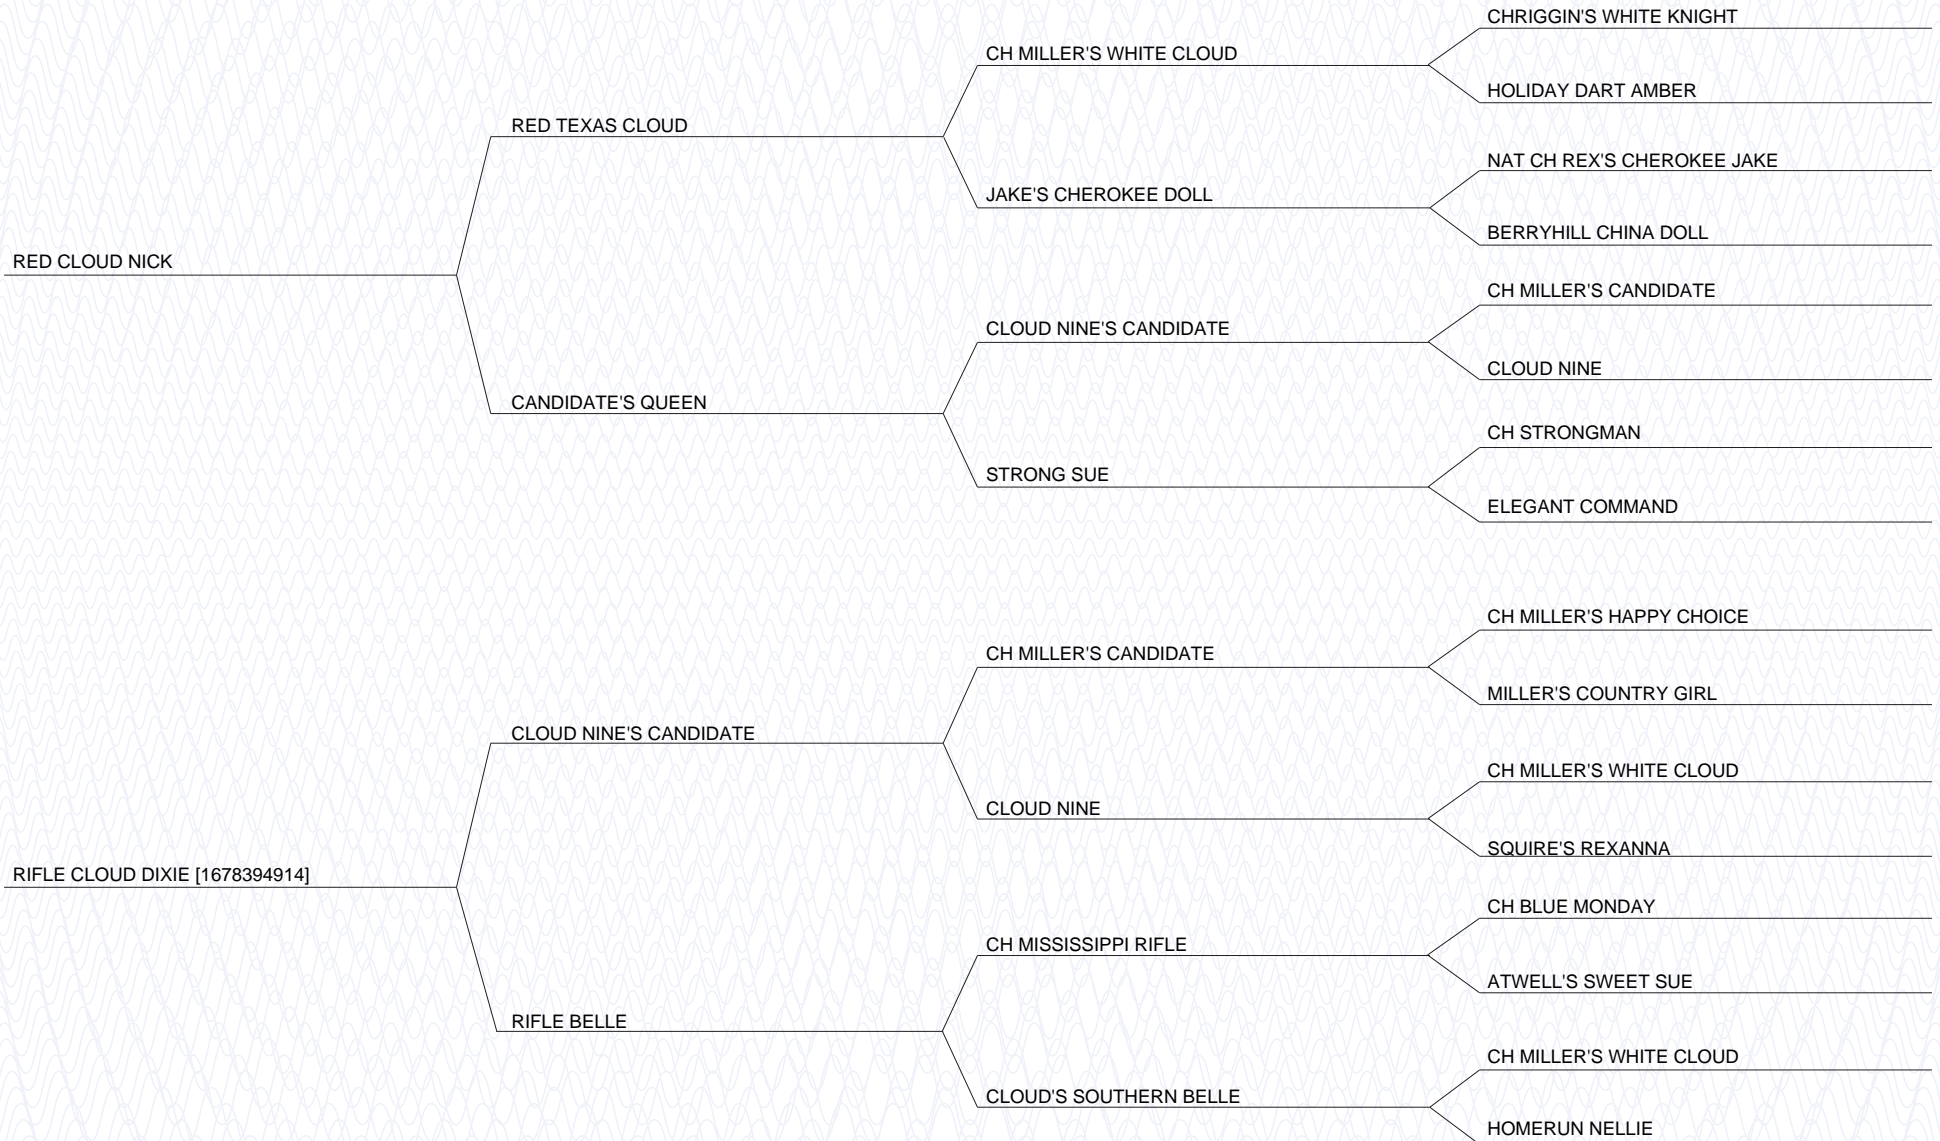 CHRIGGIN'S WHITE KNIGHT
CH MILLER'S WHITE CLOUD
HOLIDAY DART AMBER
RED TEXAS CLOUD
NAT CH REX'S CHEROKEE JAKE
JAKE'S CHEROKEE DOLL
BERRYHILL CHINA DOLL
RED CLOUD NICK
CH MILLER'S CANDIDATE
CLOUD NINE'S CANDIDATE
CLOUD NINE
CANDIDATE'S QUEEN
CH STRONGMAN
STRONG SUE
ELEGANT COMMAND
CH MILLER'S HAPPY CHOICE
CH MILLER'S CANDIDATE
MILLER'S COUNTRY GIRL
CLOUD NINE'S CANDIDATE
CH MILLER'S WHITE CLOUD
CLOUD NINE
SQUIRE'S REXANNA
RIFLE CLOUD DIXIE [1678394914]
CH BLUE MONDAY
CH MISSISSIPPI RIFLE
ATWELL'S SWEET SUE
RIFLE BELLE
CH MILLER'S WHITE CLOUD
CLOUD'S SOUTHERN BELLE
HOMERUN NELLIE